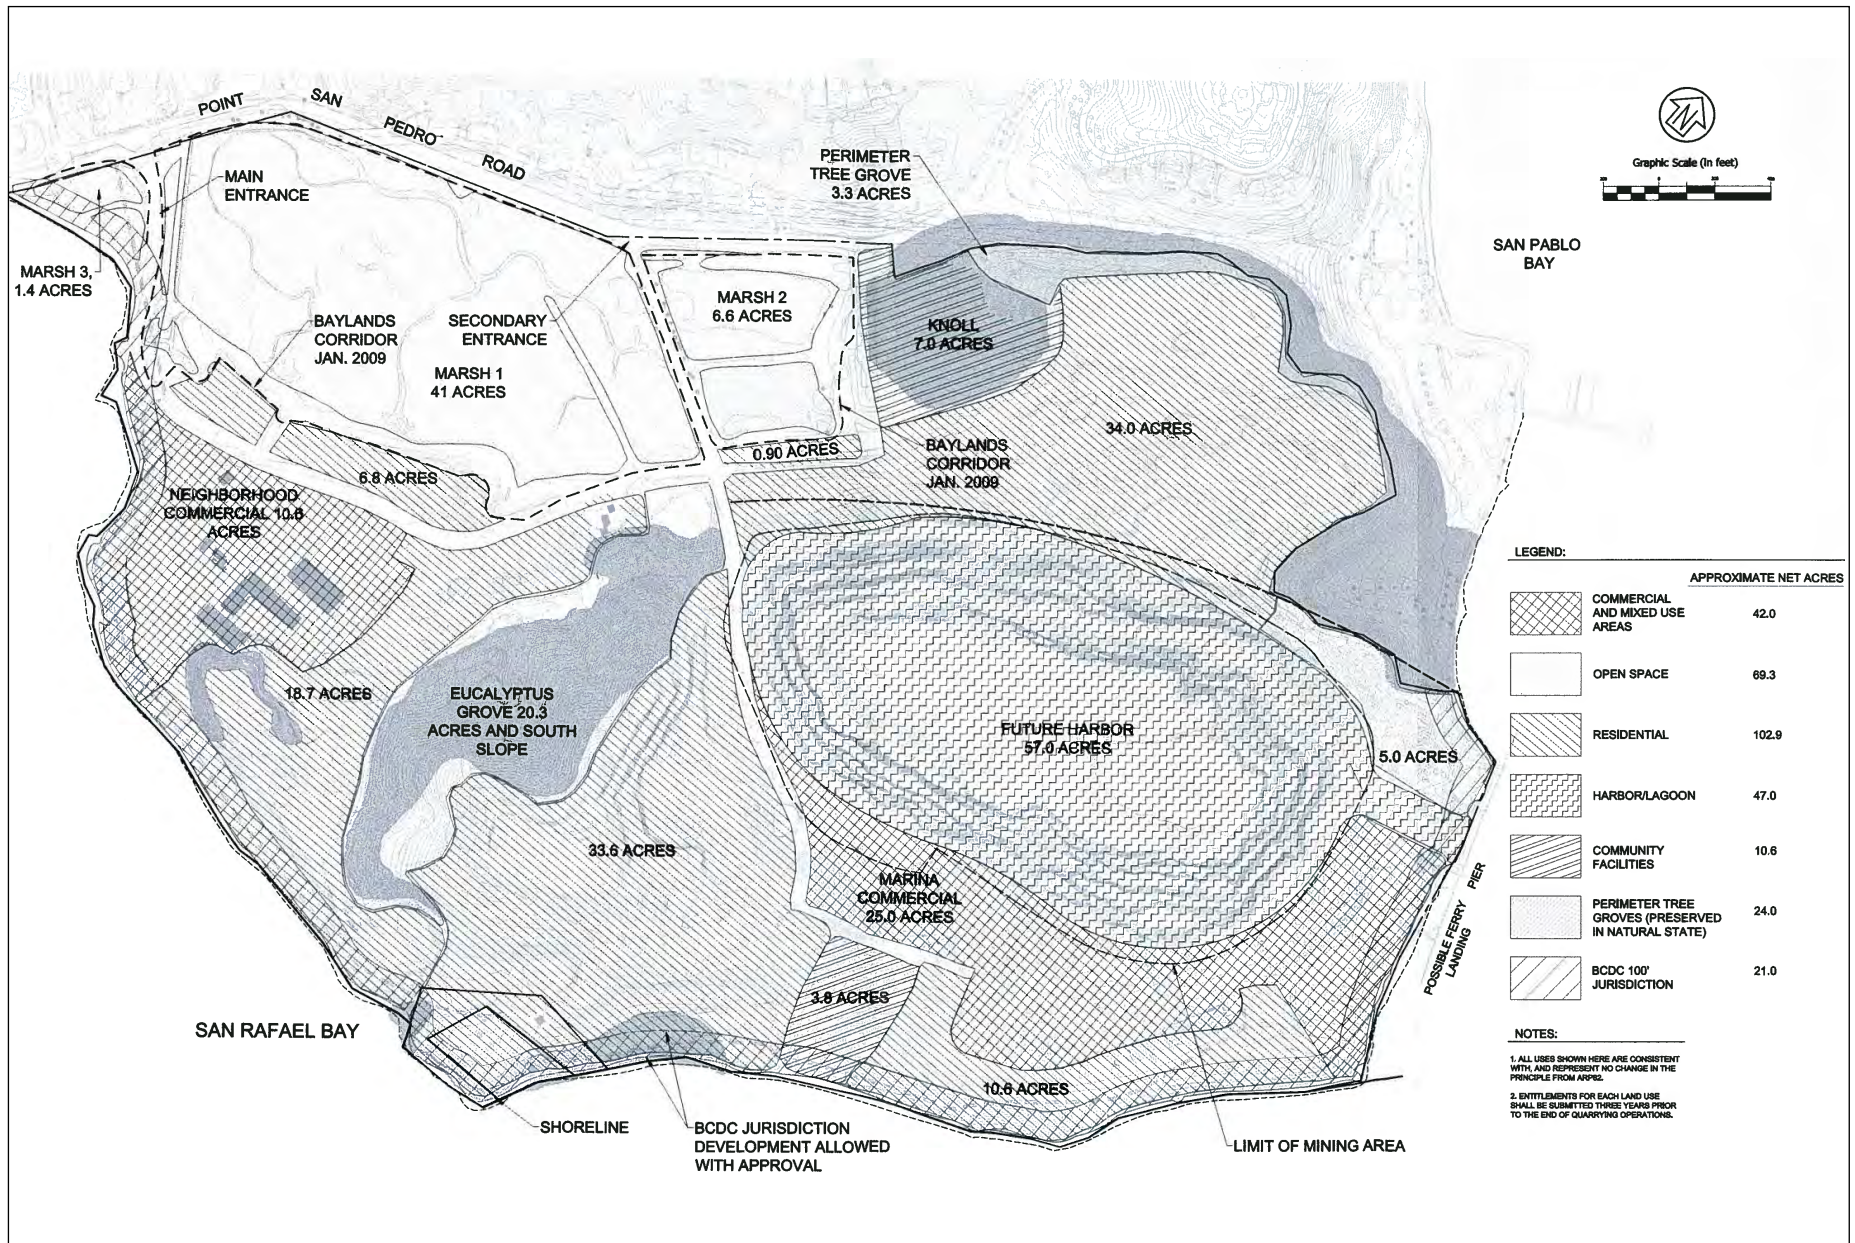 POINT SAN PEDRO ROAD
MAIN
ENTRANCE
MARSH 3,
1.4 ACRES
BAYLANDS
CORRIDOR
JAN. 2009
SECONDARY
ENTRANCE
MARSH 1
41 ACRES
MARSH 2
6.6 ACRES
PERIMETER
TREE GROVE
3.3 ACRES
KNOLL
7.0 ACRES
34.0 ACRES
0.90 ACRES
BAYLANDS
CORRIDOR
JAN. 2009
6.8 ACRES
NEIGHBORHOOD
COMMERCIAL 10.6
ACRES
18.7 ACRES
EUCALYPTUS
GROVE 20.3
ACRES AND SOUTH
SLOPE
FUTURE HARBOR
57.0 ACRES
5.0 ACRES
33.6 ACRES
MARINA
COMMERCIAL
25.0 ACRES
3.8 ACRES
10.6 ACRES
POSSIBLE FERRY PIER
LANDING
SAN RAFAEL BAY
SHORELINE
BCDC JURISDICTION
DEVELOPMENT ALLOWED
WITH APPROVAL
LIMIT OF MINING AREA
SAN PABLO
BAY
N
Graphic Scale (in feet)
LEGEND:
APPROXIMATE NET ACRES
COMMERCIAL
AND MIXED USE 42.0
AREAS
OPEN SPACE 69.3
RESIDENTIAL 102.9
HARBOR/LAGOON 47.0
COMMUNITY 10.6
FACILITIES
PERIMETER TREE
GROVES (PRESERVED 24.0
IN NATURAL STATE)
BCDC 100' 21.0
JURISDICTION
NOTES:
1. ALL USES SHOWN HERE ARE CONSISTENT
WITH, AND REPRESENT NO CHANGE IN THE
PRINCIPLE FROM ARP82.
2. ENTITLEMENTS FOR EACH LAND USE
SHALL BE SUBMITTED THREE YEARS PRIOR
TO THE END OF QUARRYING OPERATIONS.